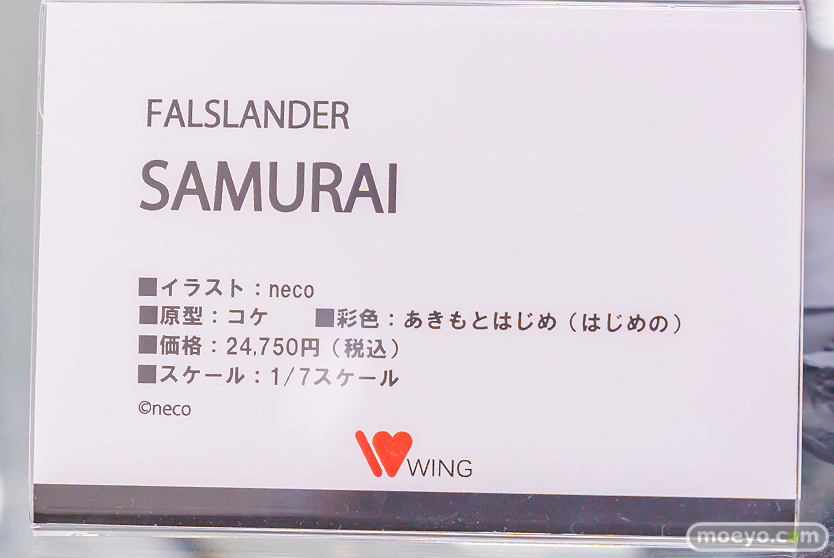 FALSLANDER
SAMURAI
■イラスト：neco
■原型：コケ　　■彩色：あきもとはじめ（はじめの）
■価格：24,750円（税込）
■スケール：1/7スケール
©neco
WING
moeyo.com